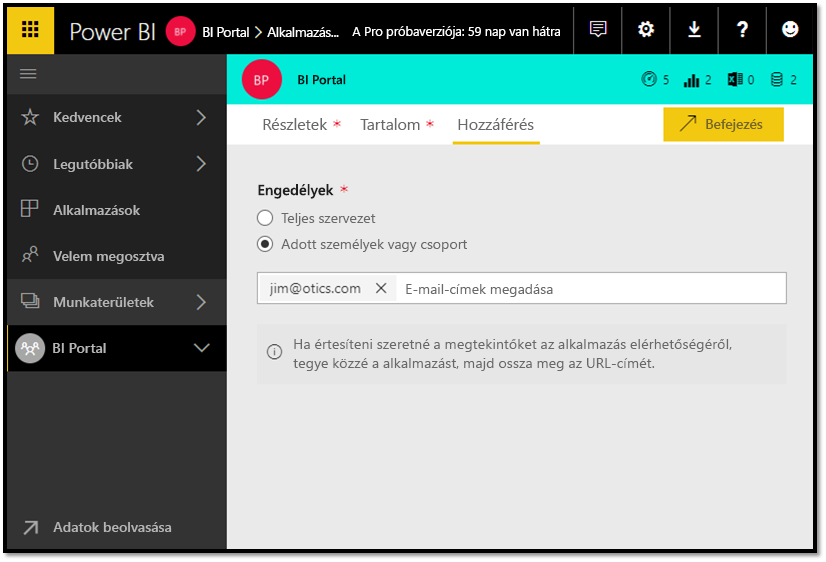 Power BI
BP
BI Portal > Alkalmazás...
A Pro próbaverziója: 59 nap van hátra
?
BP
BI Portal
5
2
0
2
Részletek *
Tartalom *
Hozzáférés
Befejezés
Kedvencek
Legutóbbiak
Alkalmazások
Velem megosztva
Munkaterületek
BI Portal
Adatok beolvasása
Engedélyek *
Teljes szervezet
Adott személyek vagy csoport
jim@otics.com
E-mail-címek megadása
Ha értesíteni szeretné a megtekintőket az alkalmazás elérhetőségéről,
tegye közzé a alkalmazást, majd ossza meg az URL-címét.